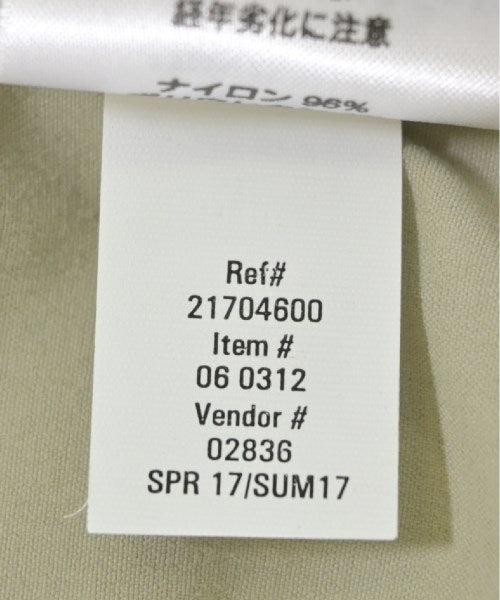 経年劣化に注意
ナイロン 96%
Ref#
21704600
Item #
06 0312
Vendor #
02836
SPR 17/SUM17